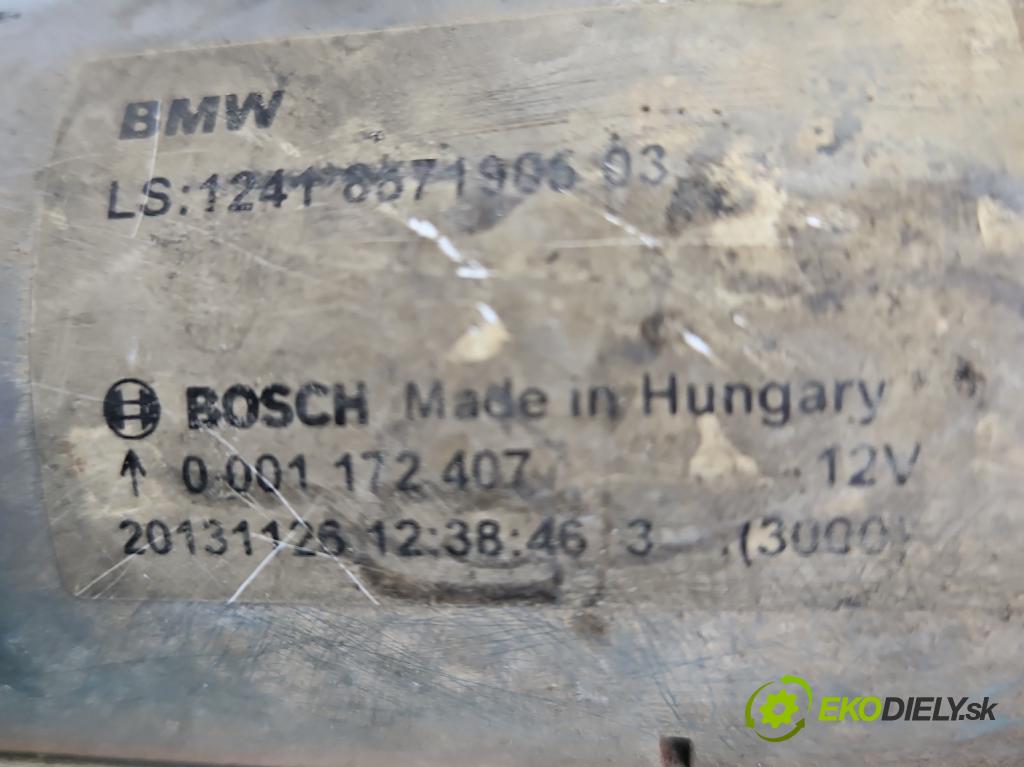 BMW
LS:1241 8571906 03
BOSCH Made in Hungary
↑ 0 001 172 407 12V
20131126 12:38:46 3 (3000)
EKODIELY.sk